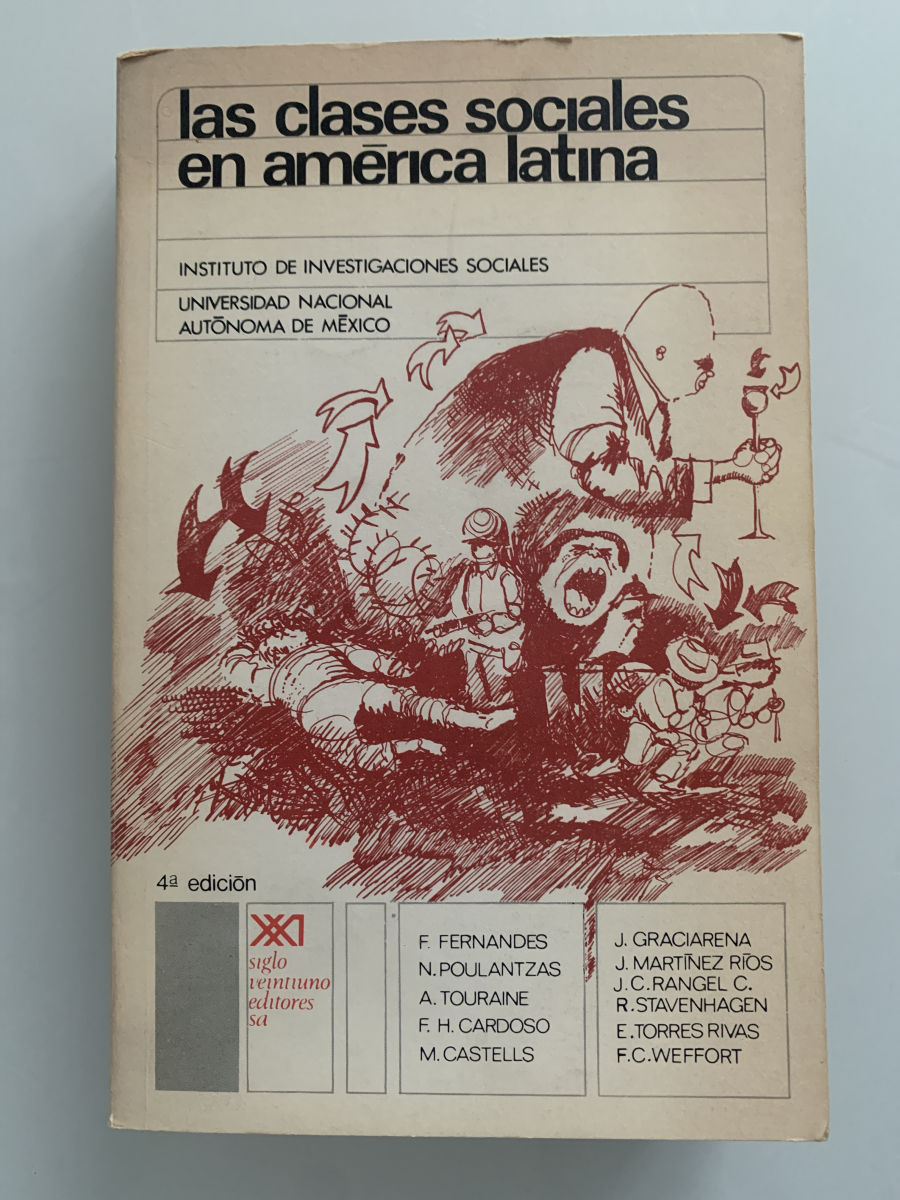 las clases sociales
en amērica latina
INSTITUTO DE INVESTIGACIONES SOCIALES
UNIVERSIDAD NACIONAL
AUTŌNOMA DE MĒXICO
4ª ediciōn
siglo
veintiuno
editores
sa
F. FERNANDES
N. POULANTZAS
A. TOURAINE
F. H. CARDOSO
M. CASTELLS
J. GRACIARENA
J. MARTĪNEZ RĪOS
J. C. RANGEL C.
R. STAVENHAGEN
E. TORRES RIVAS
F. C. WEFFORT